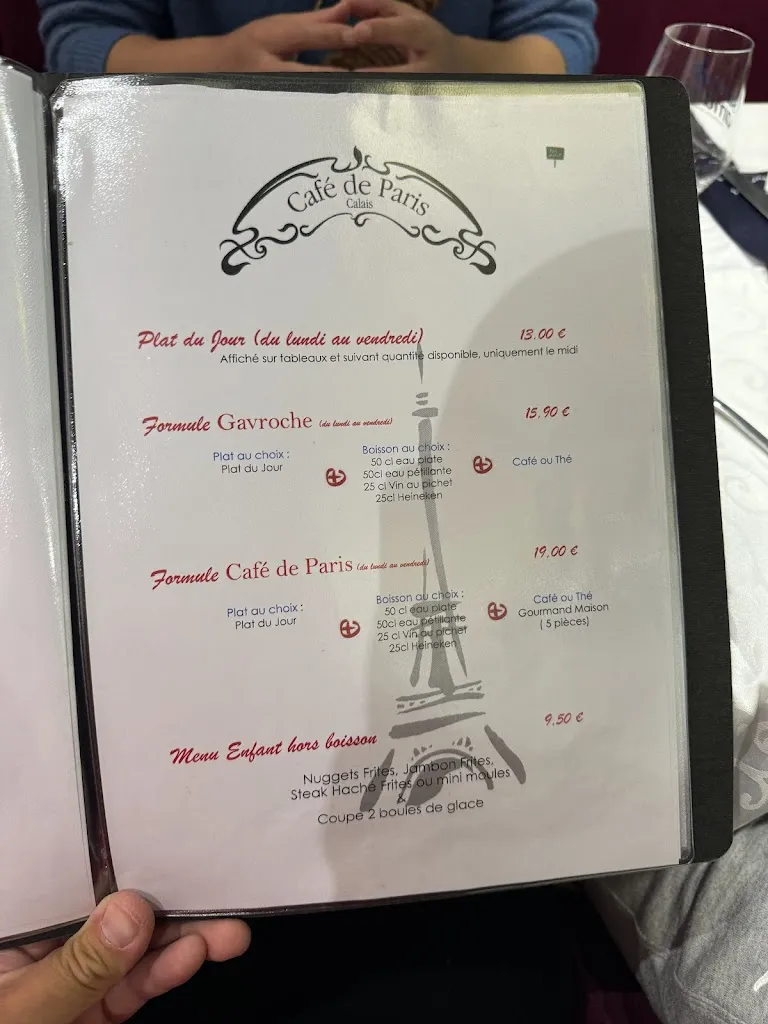 Café de Paris
Calais
Plat du Jour (du lundi au vendredi) 13.00 €
Affiché sur tableaux et suivant quantité disponible, uniquement le midi
Formule Gavroche (du lundi au vendredi) 15.90 €
Plat au choix :
Plat du Jour
+
Boisson au choix :
50 cl eau plate
50cl eau pétillante
25 cl Vin au pichet
25cl Heineken
+
Café ou Thé
Formule Café de Paris (du lundi au vendredi) 19.00 €
Plat au choix :
Plat du Jour
+
Boisson au choix :
50 cl eau plate
50cl eau pétillante
25 cl Vin au pichet
25cl Heineken
+
Café ou Thé
Gourmand Maison
( 5 pièces)
Menu Enfant hors boisson 9.50 €
Nuggets Frites, Jambon Frites,
Steak Haché Frites ou mini moules
&
Coupe 2 boules de glace